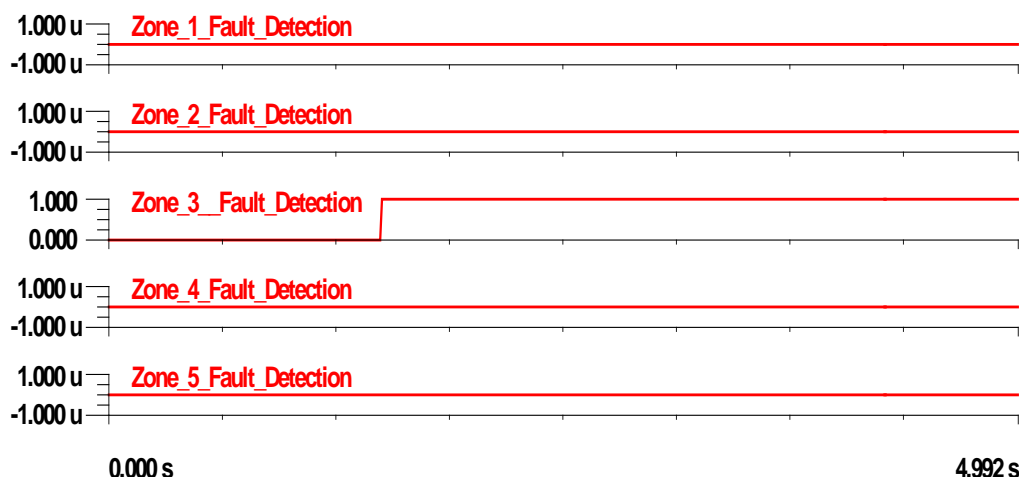 1.000 u Zone_1_Fault_Detection
-1.000 u
1.000 u Zone_2_Fault_Detection
-1.000 u
1.000 Zone_3__Fault_Detection
0.000
1.000 u Zone_4_Fault_Detection
-1.000 u
1.000 u Zone_5_Fault_Detection
-1.000 u
0.000 s 4.992 s